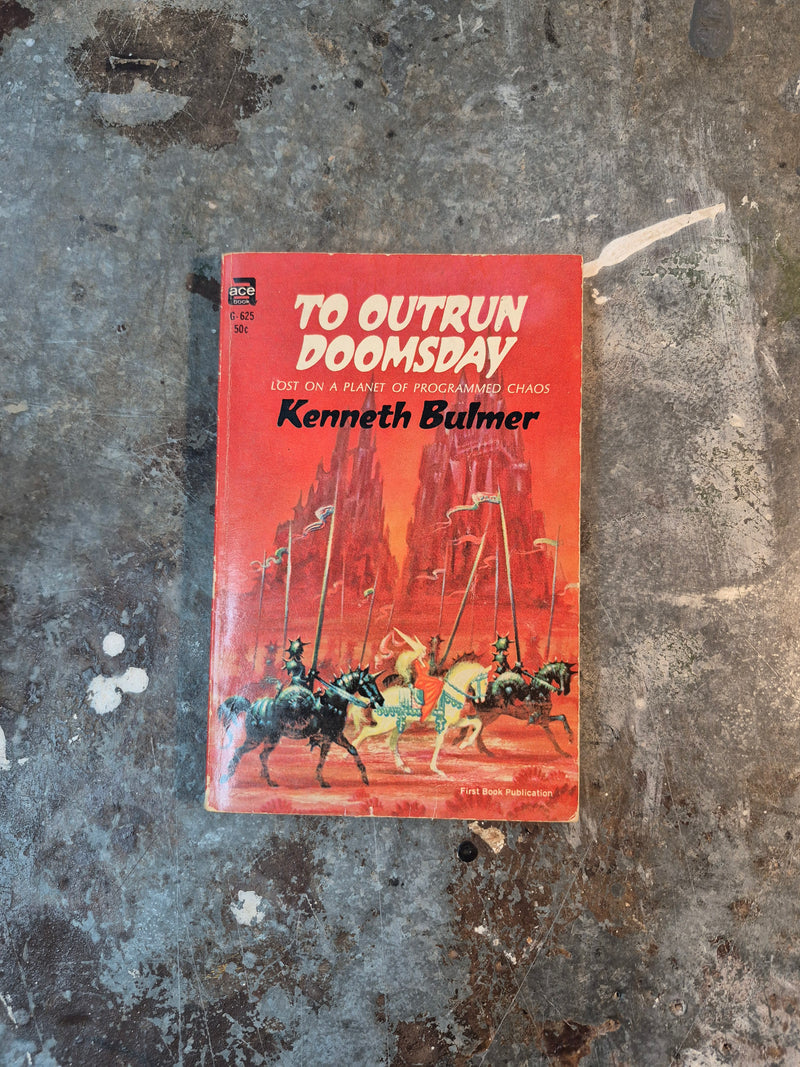 ace
book
G-625
50¢
TO OUTRUN
DOOMSDAY
LOST ON A PLANET OF PROGRAMMED CHAOS
Kenneth Bulmer
First Book Publication